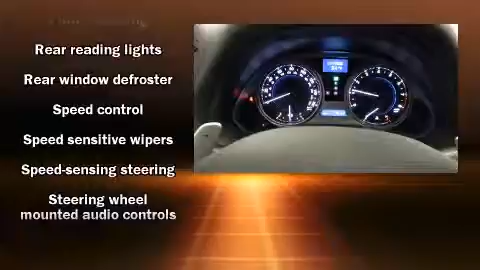 Rear reading lights
Rear window defroster
Speed control
Speed sensitive wipers
Speed-sensing steering
Steering wheel
mounted audio controls